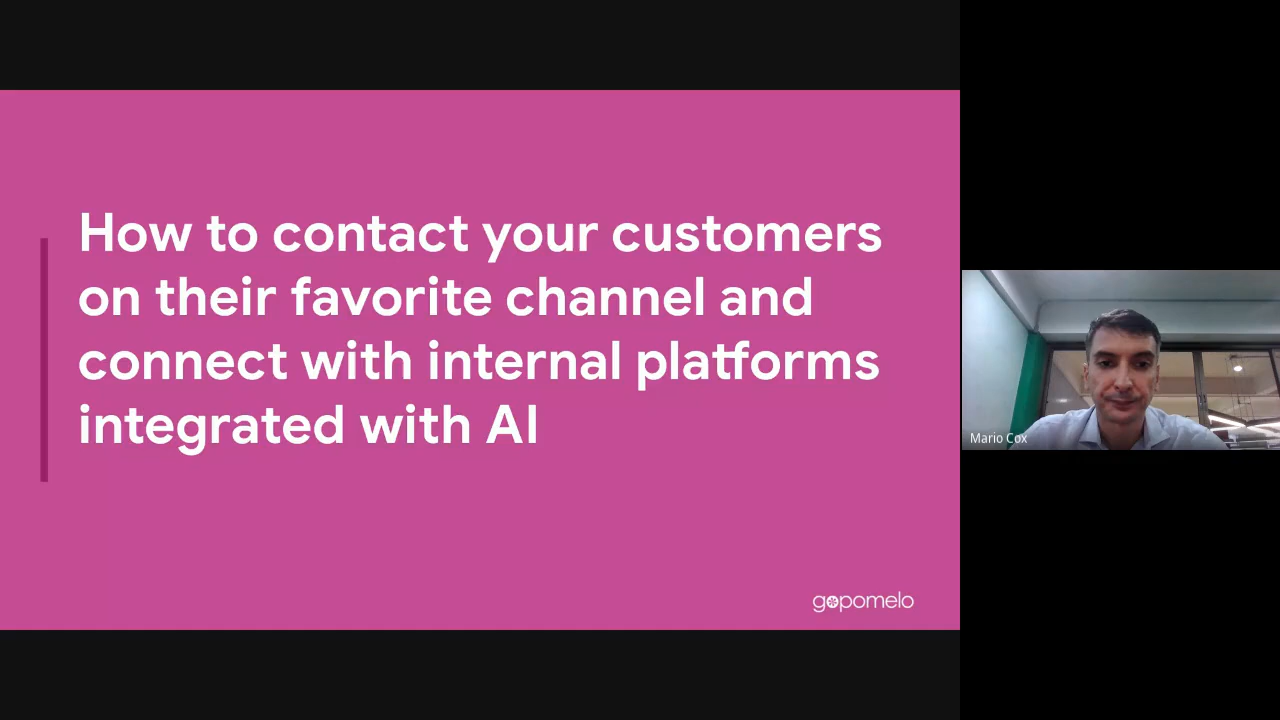 How to contact your customers
on their favorite channel and
connect with internal platforms
integrated with AI
gopomelo
Mario Cox